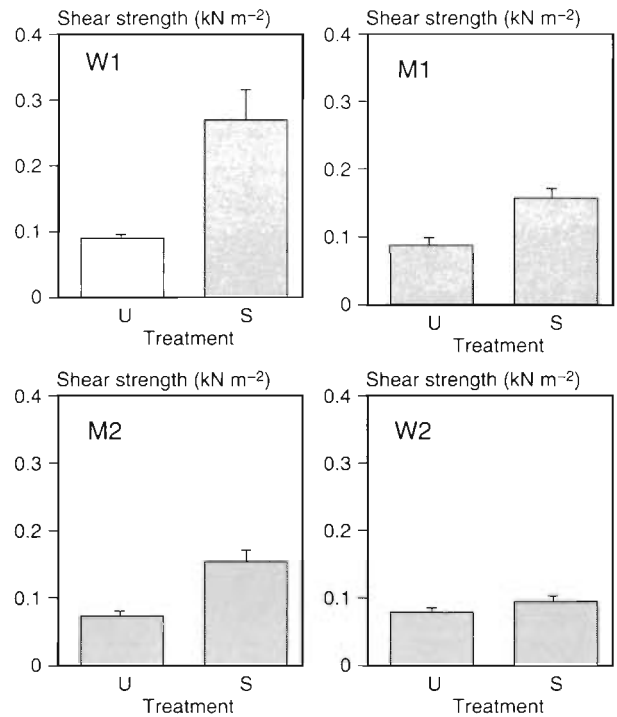 Shear strength (kN m⁻²)
0.4
W1
0.3
0.2
0.1
0
U S
Treatment
Shear strength (kN m⁻²)
0.4
M1
0.3
0.2
0.1
0
U S
Treatment
Shear strength (kN m⁻²)
0.4
M2
0.3
0.2
0.1
0
U S
Treatment
Shear strength (kN m⁻²)
0.4
W2
0.3
0.2
0.1
0
U S
Treatment